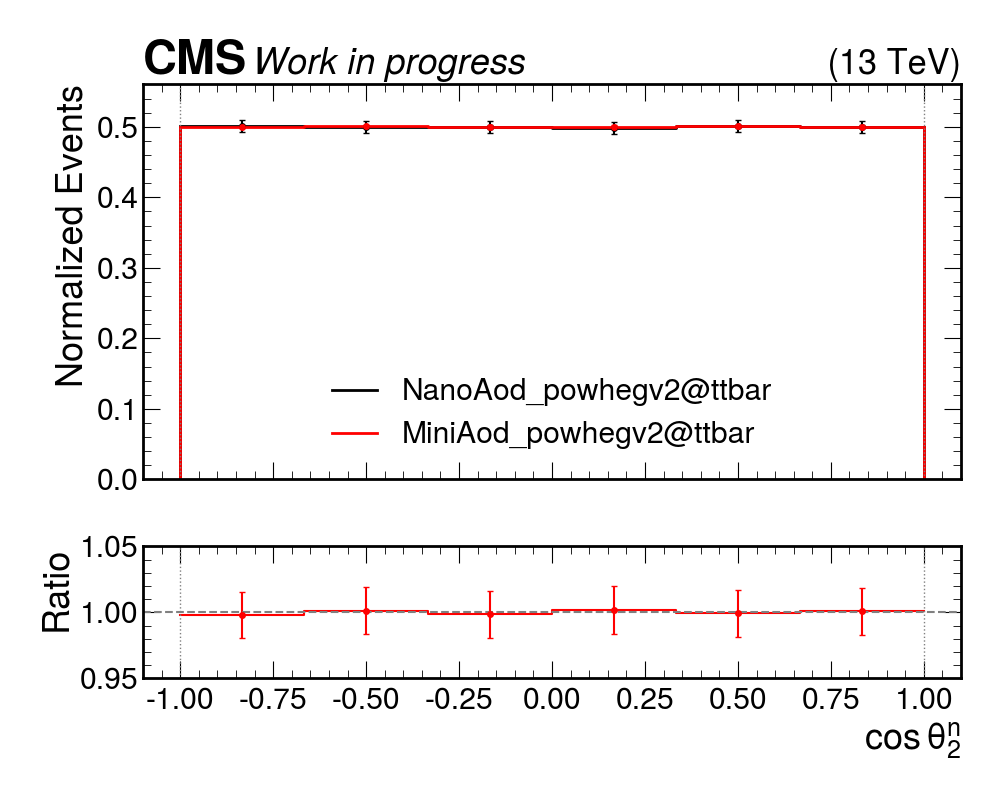 CMS Work in progress (13 TeV)
Normalized Events
0.5
0.4
0.3
0.2
0.1
0.0
NanoAod_powhegv2@ttbar
MiniAod_powhegv2@ttbar
Ratio
1.05
1.00
0.95
-1.00 -0.75 -0.50 -0.25 0.00 0.25 0.50 0.75 1.00
cos θ₂ⁿ